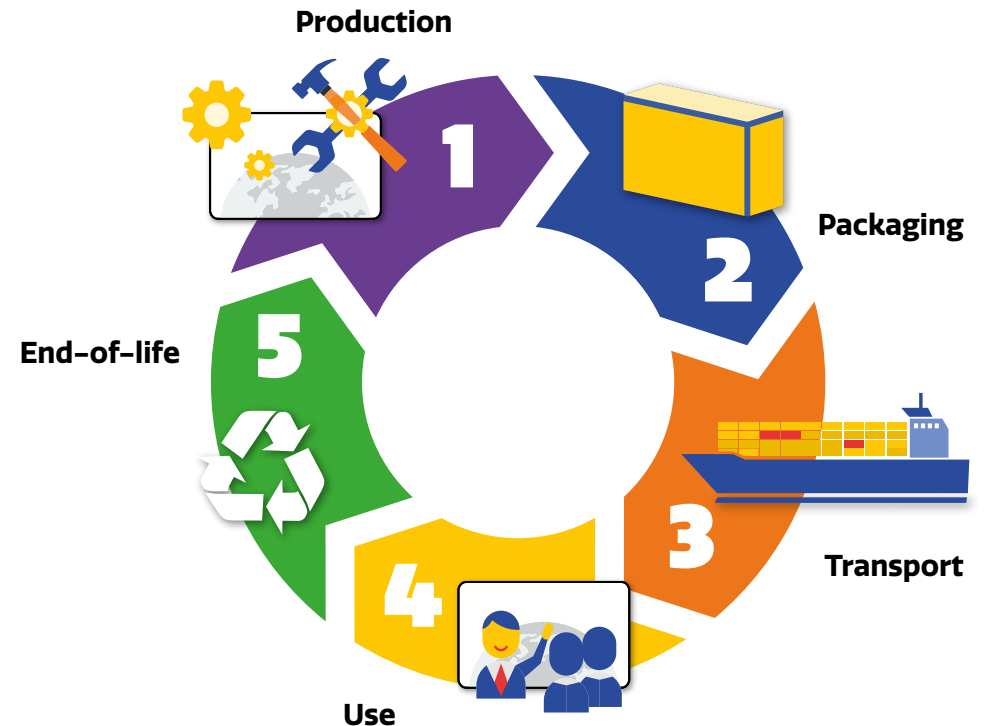 Production
1
2
Packaging
3
Transport
4
Use
5
End-of-life